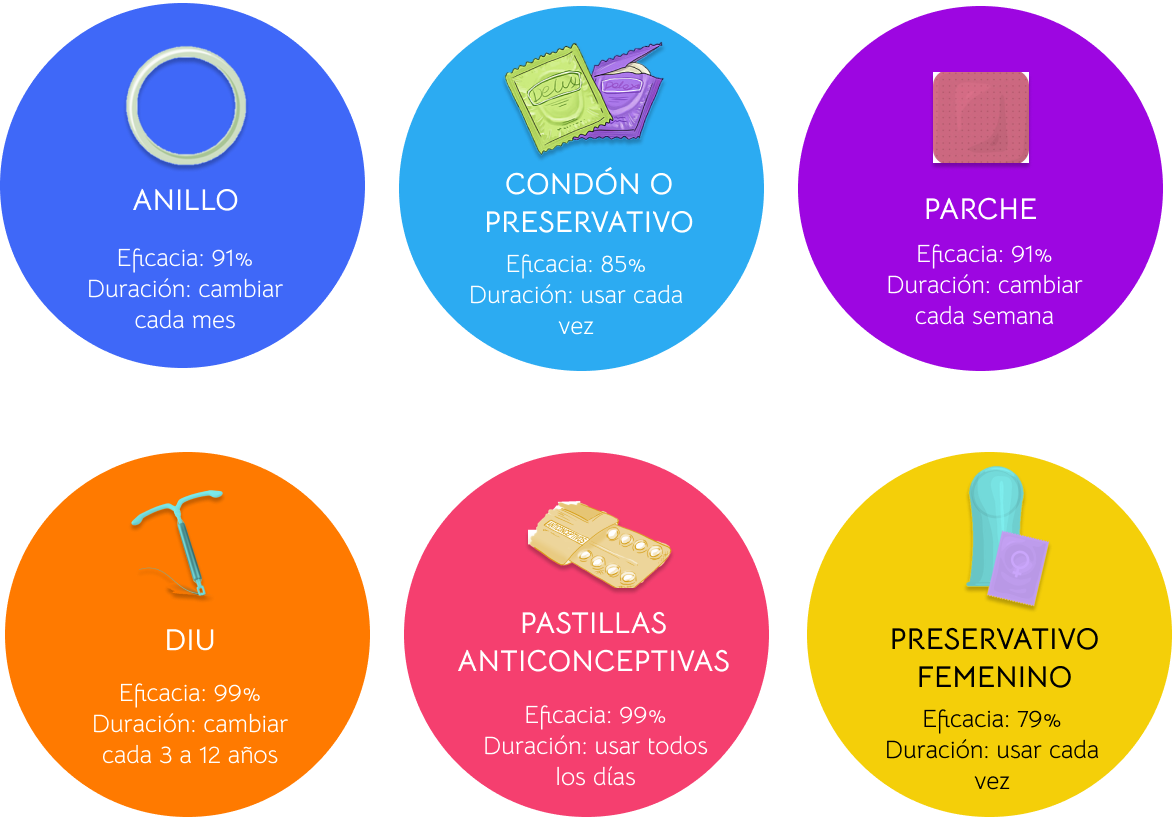 ANILLO
Eficacia: 91%
Duración: cambiar
cada mes
CONDÓN O
PRESERVATIVO
Eficacia: 85%
Duración: usar cada
vez
PARCHE
Eficacia: 91%
Duración: cambiar
cada semana
DIU
Eficacia: 99%
Duración: cambiar
cada 3 a 12 años
PASTILLAS
ANTICONCEPTIVAS
Eficacia: 99%
Duración: usar todos
los días
PRESERVATIVO
FEMENINO
Eficacia: 79%
Duración: usar cada
vez